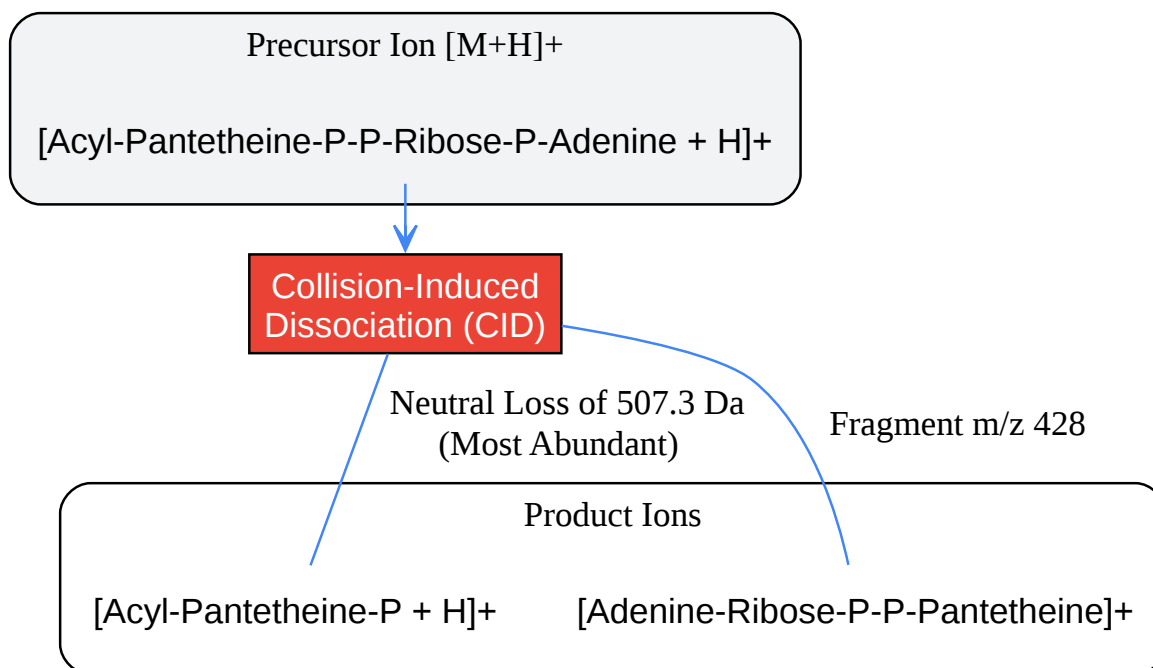 Precursor Ion [M+H]+
[Acyl-Pantetheine-P-P-Ribose-P-Adenine + H]+
Collision-Induced
Dissociation (CID)
Neutral Loss of 507.3 Da
(Most Abundant)
Fragment m/z 428
Product Ions
[Acyl-Pantetheine-P + H]+
[Adenine-Ribose-P-P-Pantetheine]+